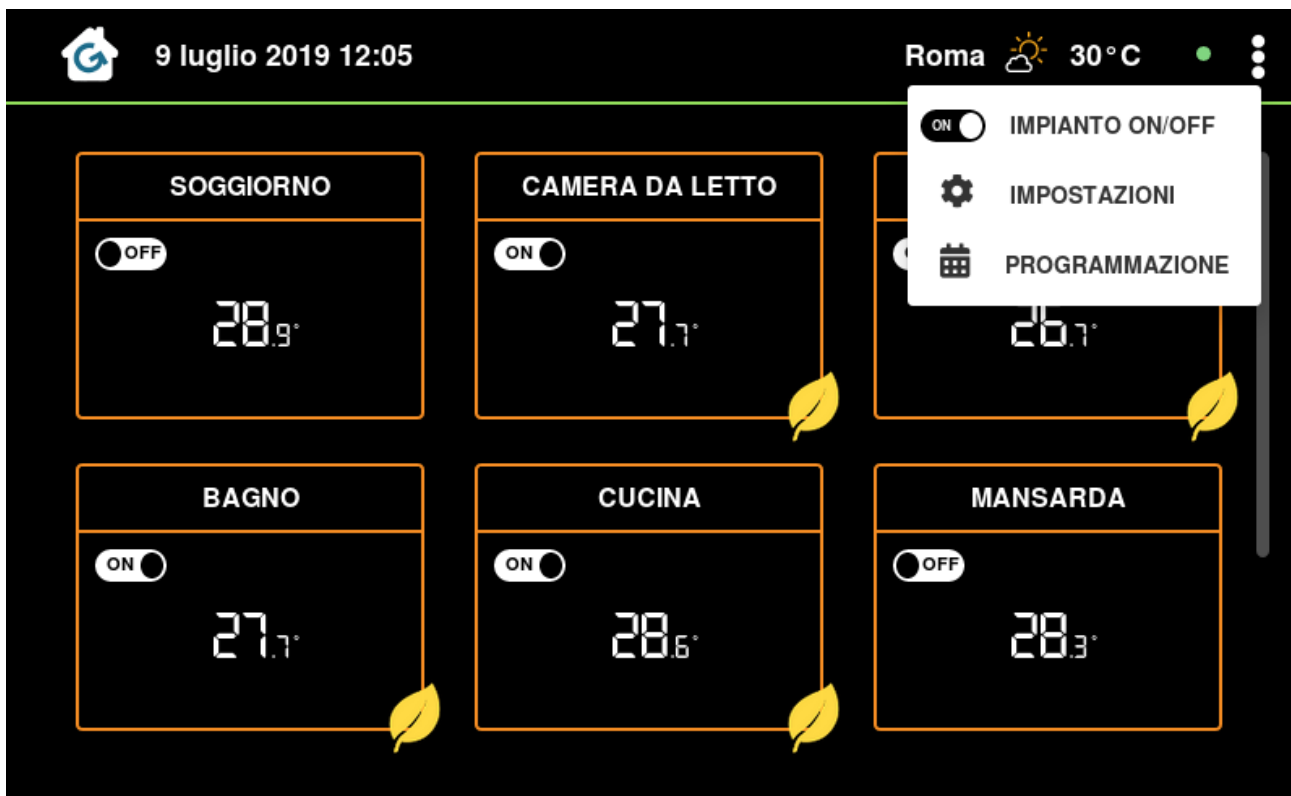 9 luglio 2019 12:05
Roma 30°C
ON IMPIANTO ON/OFF
IMPOSTAZIONI
PROGRAMMAZIONE
SOGGIORNO
OFF
28.9°
CAMERA DA LETTO
ON
27.7°
26.7°
BAGNO
ON
27.7°
CUCINA
ON
28.6°
MANSARDA
OFF
28.3°